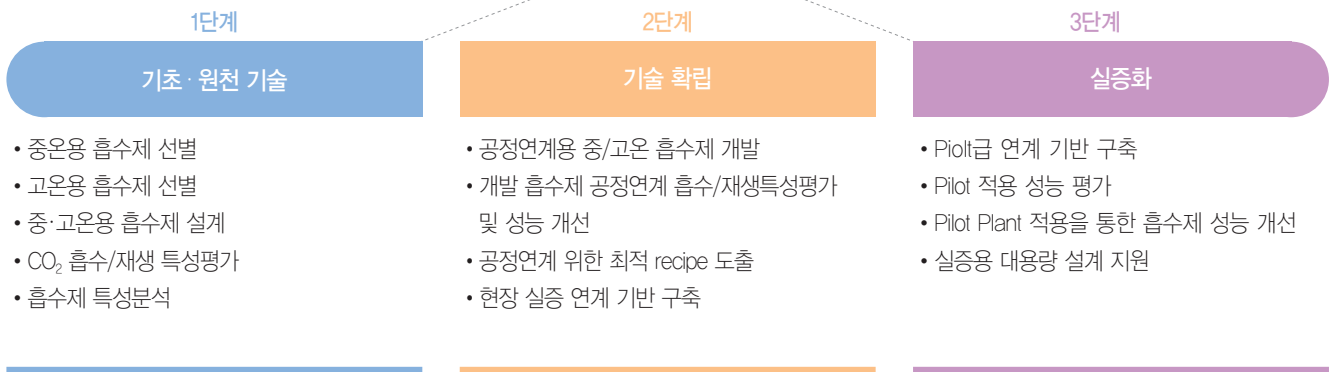 1단계
기초 · 원천 기술
• 중온용 흡수제 선별
• 고온용 흡수제 선별
• 중·고온용 흡수제 설계
• CO₂ 흡수/재생 특성평가
• 흡수제 특성분석
2단계
기술 확립
• 공정연계용 중/고온 흡수제 개발
• 개발 흡수제 공정연계 흡수/재생특성평가
및 성능 개선
• 공정연계 위한 최적 recipe 도출
• 현장 실증 연계 기반 구축
3단계
실증화
• Piolt급 연계 기반 구축
• Pilot 적용 성능 평가
• Pilot Plant 적용을 통한 흡수제 성능 개선
• 실증용 대용량 설계 지원